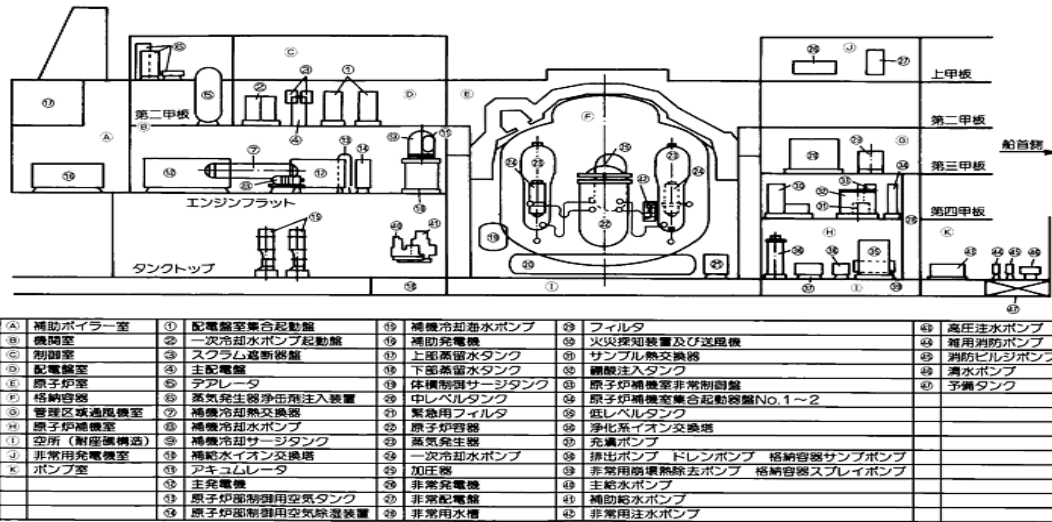 上甲板
第二甲板
第二甲板
第三甲板
船首側
第四甲板
エンジンフラット
タンクトップ
Ⓐ 補助ボイラー室 ① 配電盤室集合起動盤 ⑮ 補機冷却海水ポンプ ㉙ フィルタ ㊸ 高圧注水ポンプ
Ⓑ 機関室 ② 一次冷却水ポンプ起動盤 ⑯ 補助発電機 ㉚ 火災探知装置及び送風機 ㊹ 雑用消防ポンプ
Ⓒ 制御室 ③ スクラム遮断器盤 ⑰ 上部蒸留水タンク ㉛ サンプル熱交換器 ㊺ 消防ビルジポンプ
Ⓓ 配電盤室 ④ 主配電盤 ⑱ 下部蒸留水タンク ㉜ 硼酸注入タンク ㊻ 清水ポンプ
Ⓔ 原子炉室 ⑤ デアレータ ⑲ 体積制御サージタンク ㉝ 原子炉補機室非常制御盤 ㊼ 予備タンク
Ⓕ 格納容器 ⑥ 蒸気発生器浄缶剤注入装置 ⑳ 中レベルタンク ㉞ 原子炉補機室集合起動器盤No.1～2
Ⓖ 管理区域通風機室 ⑦ 補機冷却熱交換器 ㉑ 緊急用フィルタ ㉟ 低レベルタンク
Ⓗ 原子炉補機室 ⑧ 補機冷却水ポンプ ㉒ 原子炉容器 ㊱ 浄化系イオン交換塔
Ⓘ 空所（耐座礁構造） ⑨ 補機冷却サージタンク ㉓ 蒸気発生器 ㊲ 充填ポンプ
Ⓙ 非常用発電機室 ⑩ 補給水イオン交換塔 ㉔ 一次冷却水ポンプ ㊳ 排出ポンプ ドレンポンプ 格納容器サンプポンプ
Ⓚ ポンプ室 ⑪ アキュムレータ ㉕ 加圧器 ㊴ 非常用崩壊熱除去ポンプ 格納容器スプレイポンプ
⑫ 主発電機 ㉖ 非常発電機 ㊵ 主給水ポンプ
⑬ 原子炉部制御用空気タンク ㉗ 非常配電盤 ㊶ 補助給水ポンプ
⑭ 原子炉部制御用空気除湿装置 ㉘ 非常用水槽 ㊷ 非常用注水ポンプ